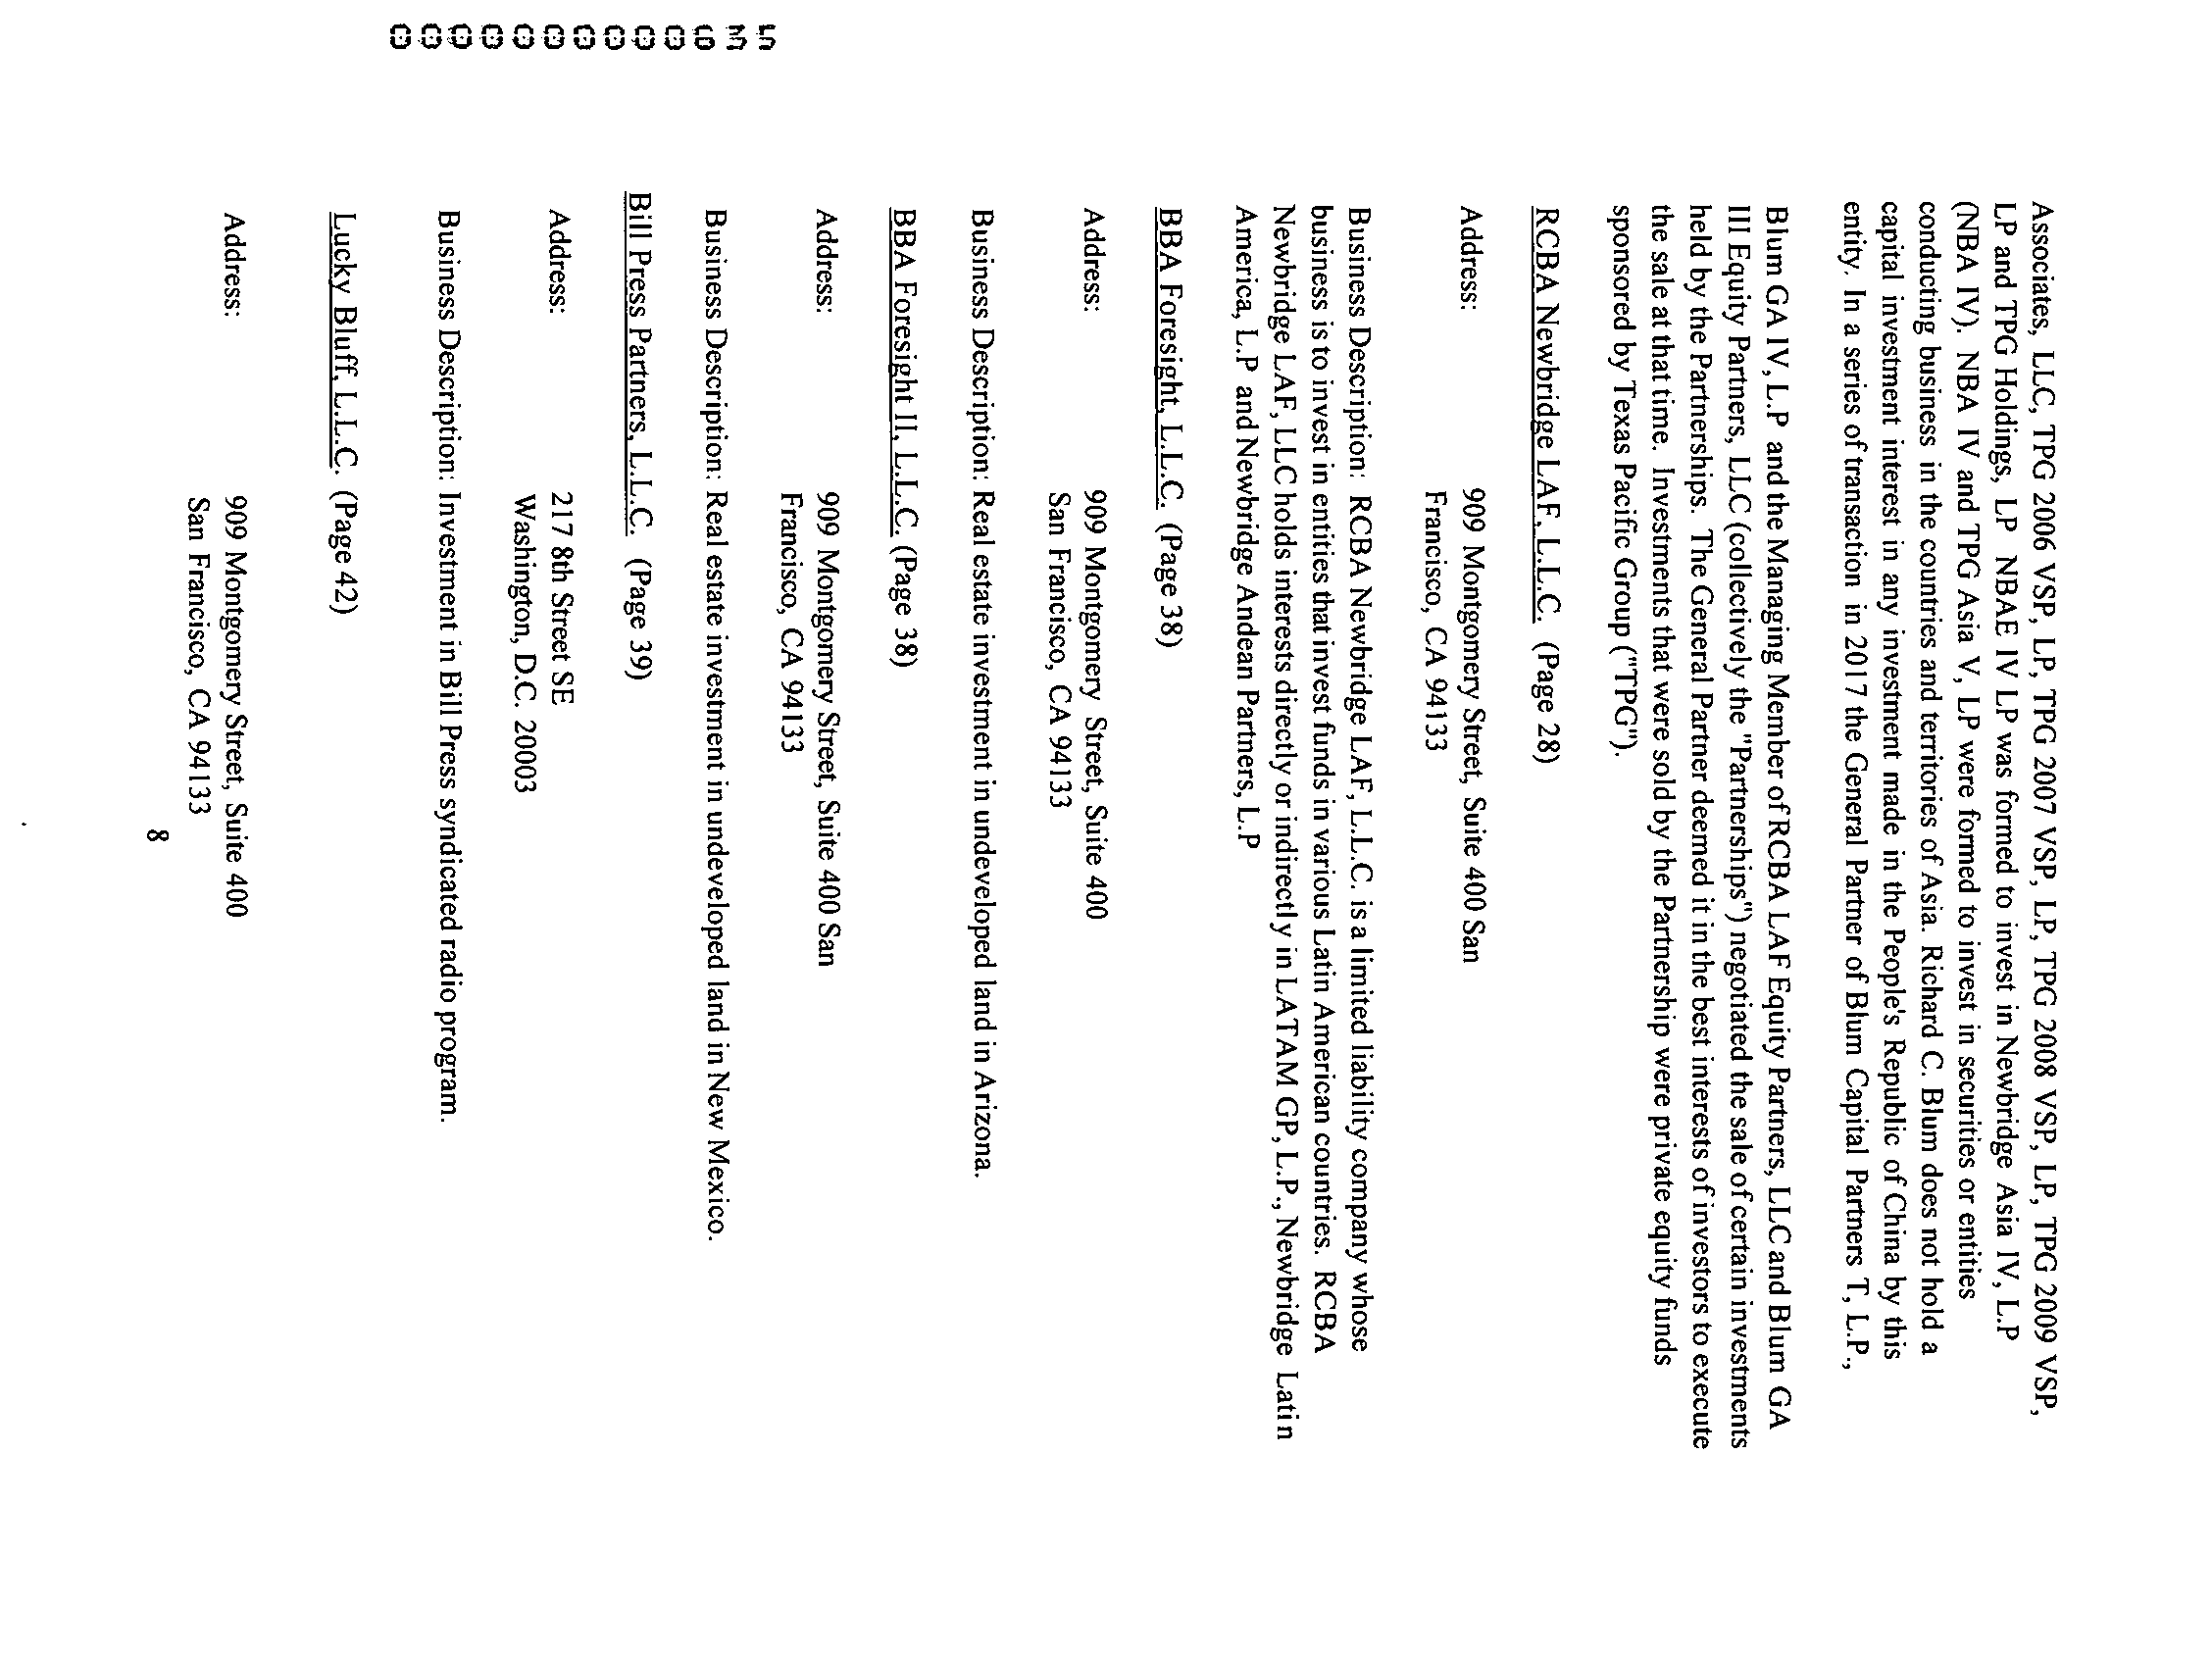 Associates, LLC, TPG 2006 VSP, LP, TPG 2007 VSP, LP, TPG 2008 VSP, LP, TPG 2009 VSP,
LP and TPG Holdings, LP NBAE IV LP was formed to invest in Newbridge Asia IV, L.P
(NBA IV). NBA IV and TPG Asia V, LP were formed to invest in securities or entities
conducting business in the countries and territories of Asia. Richard C. Blum does not hold a
capital investment interest in any investment made in the People's Republic of China by this
entity. In a series of transaction in 2017 the General Partner of Blum Capital Partners T, L.P.,
Blum GA IV, L.P and the Managing Member of RCBA LAF Equity Partners, LLC and Blum GA
III Equity Partners, LLC (collectively the "Partnerships") negotiated the sale of certain investments
held by the Partnerships. The General Partner deemed it in the best interests of investors to execute
the sale at that time. Investments that were sold by the Partnership were private equity funds
sponsored by Texas Pacific Group ("TPG").
RCBA Newbridge LAF, L.L.C. (Page 28)
Address: 909 Montgomery Street, Suite 400 San
Francisco, CA 94133
Business Description: RCBA Newbridge LAF, L.L.C. is a limited liability company whose
business is to invest in entities that invest funds in various Latin American countries. RCBA
Newbridge LAF, LLC holds interests directly or indirectly in LATAM GP, L.P., Newbridge Latin
America, L.P and Newbridge Andean Partners, L.P
BBA Foresight, L.L.C. (Page 38)
Address: 909 Montgomery Street, Suite 400
San Francisco, CA 94133
Business Description: Real estate investment in undeveloped land in Arizona.
BBA Foresight II, L.L.C. (Page 38)
Address: 909 Montgomery Street, Suite 400 San
Francisco, CA 94133
Business Description: Real estate investment in undeveloped land in New Mexico.
Bill Press Partners, L.L.C. (Page 39)
Address: 217 8th Street SE
Washington, D.C. 20003
Business Description: Investment in Bill Press syndicated radio program.
Lucky Bluff, L.L.C. (Page 42)
Address: 909 Montgomery Street, Suite 400
San Francisco, CA 94133
8